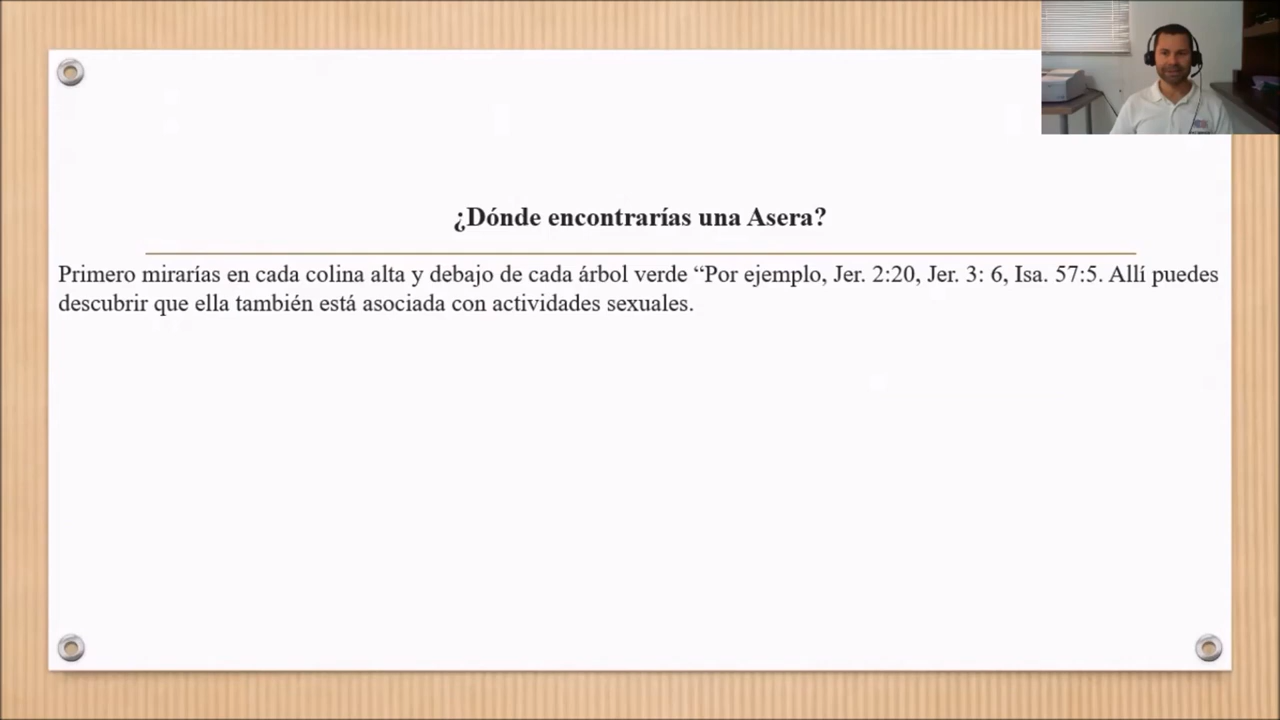 ¿Dónde encontrarías una Asera?
Primero mirarías en cada colina alta y debajo de cada árbol verde “Por ejemplo, Jer. 2:20, Jer. 3: 6, Isa. 57:5. Allí puedes
descubrir que ella también está asociada con actividades sexuales.